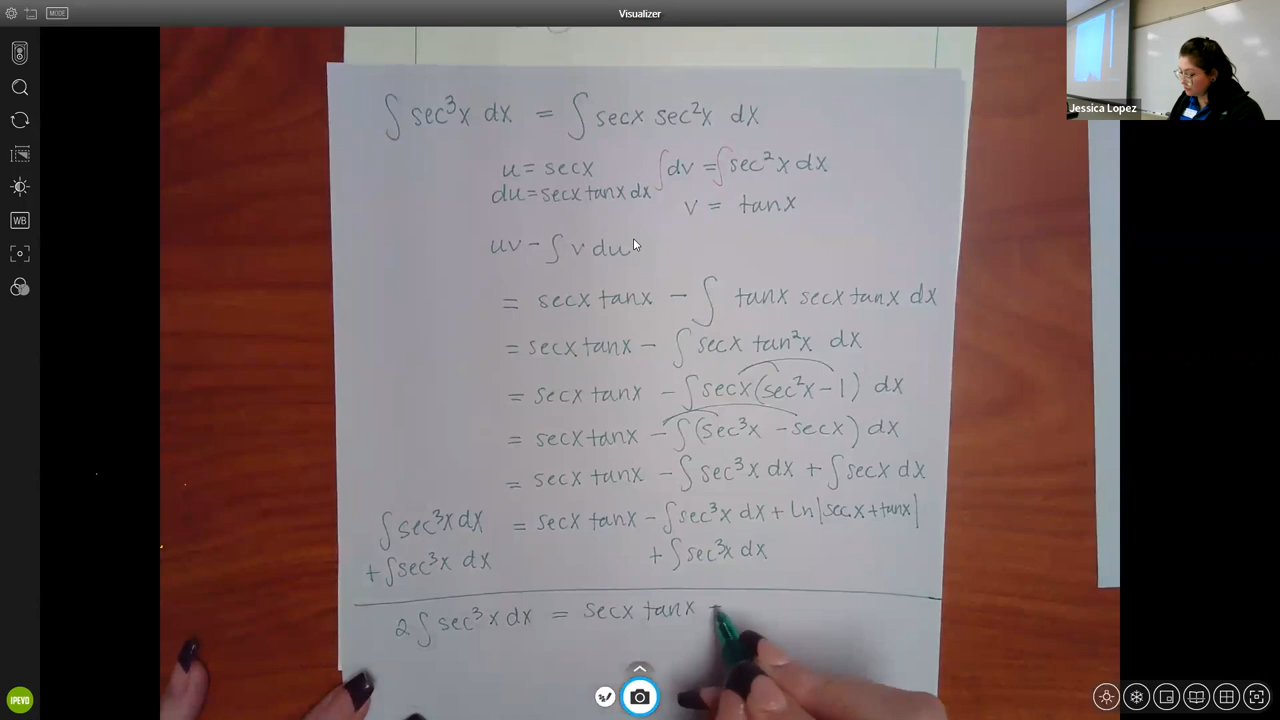 MODE
Visualizer
Jessica Lopez
WB
∫ sec³x dx = ∫ secx sec²x dx
u = secx ∫dv = ∫sec²x dx
du = secx tanx dx v = tanx
uv - ∫ v du
= secx tanx - ∫ tanx secx tanx dx
= secx tanx - ∫ secx tan²x dx
= secx tanx - ∫ secx(sec²x - 1) dx
= secx tanx - ∫(sec³x - secx) dx
= secx tanx - ∫ sec³x dx + ∫ secx dx
∫ sec³x dx = secx tanx - ∫ sec³x dx + ln|secx + tanx|
+ ∫ sec³x dx + ∫ sec³x dx
2 ∫ sec³x dx = secx tanx
IPEVO